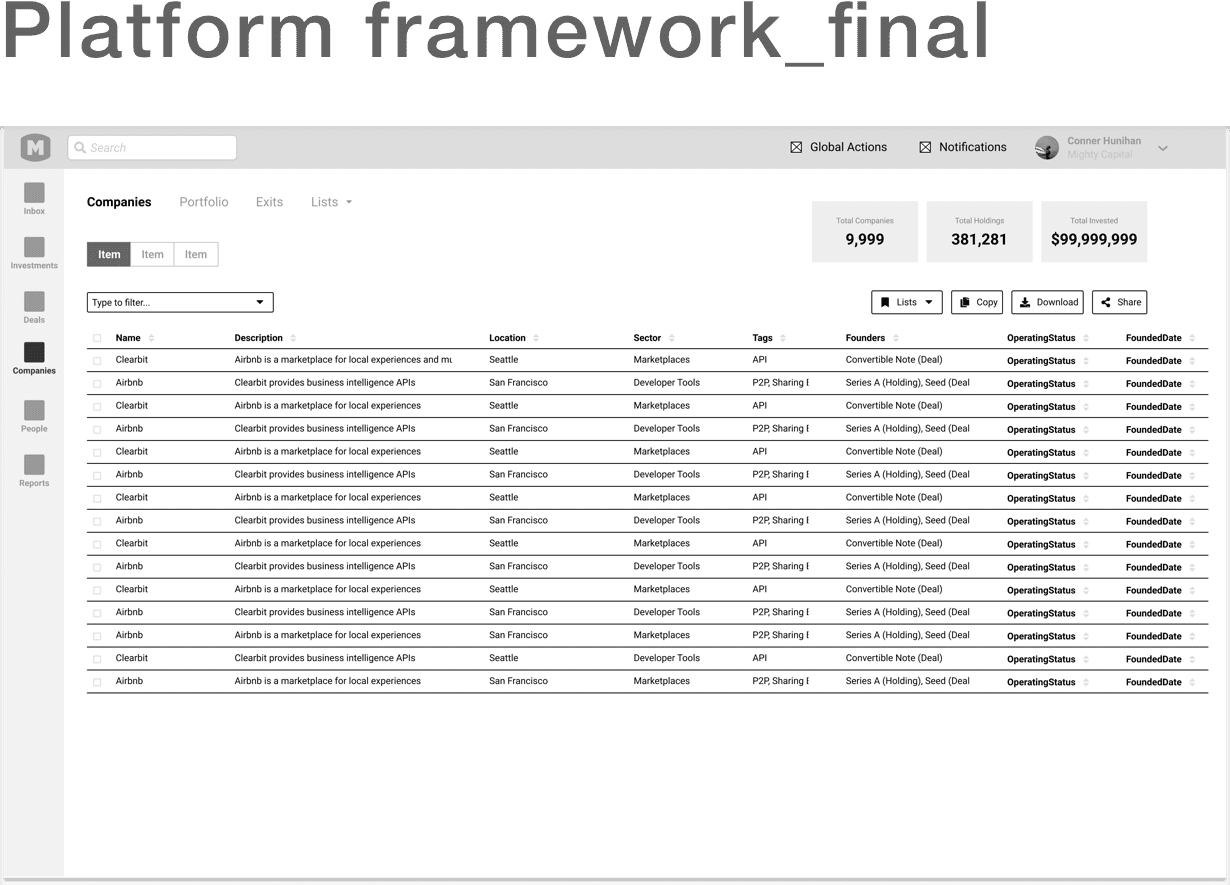 Platform framework_final
M
Search
Global Actions
Notifications
Conner Hunihan
Mighty Capital
Inbox
Investments
Deals
Companies
People
Reports
Companies Portfolio Exits Lists
Total Companies
9,999
Total Holdings
381,281
Total Invested
$99,999,999
Item Item Item
Type to filter...
Lists Copy Download Share
Name Description Location Sector Tags Founders OperatingStatus FoundedDate
Clearbit Airbnb is a marketplace for local experiences and mu Seattle Marketplaces API Convertible Note (Deal) OperatingStatus FoundedDate
Airbnb Clearbit provides business intelligence APIs San Francisco Developer Tools P2P, Sharing E Series A (Holding), Seed (Deal OperatingStatus FoundedDate
Clearbit Airbnb is a marketplace for local experiences Seattle Marketplaces API Convertible Note (Deal) OperatingStatus FoundedDate
Airbnb Clearbit provides business intelligence APIs San Francisco Developer Tools P2P, Sharing E Series A (Holding), Seed (Deal OperatingStatus FoundedDate
Clearbit Airbnb is a marketplace for local experiences Seattle Marketplaces API Convertible Note (Deal) OperatingStatus FoundedDate
Airbnb Clearbit provides business intelligence APIs San Francisco Developer Tools P2P, Sharing E Series A (Holding), Seed (Deal OperatingStatus FoundedDate
Clearbit Airbnb is a marketplace for local experiences Seattle Marketplaces API Convertible Note (Deal) OperatingStatus FoundedDate
Airbnb Clearbit provides business intelligence APIs San Francisco Developer Tools P2P, Sharing E Series A (Holding), Seed (Deal OperatingStatus FoundedDate
Clearbit Airbnb is a marketplace for local experiences Seattle Marketplaces API Convertible Note (Deal) OperatingStatus FoundedDate
Airbnb Clearbit provides business intelligence APIs San Francisco Developer Tools P2P, Sharing E Series A (Holding), Seed (Deal OperatingStatus FoundedDate
Clearbit Airbnb is a marketplace for local experiences Seattle Marketplaces API Convertible Note (Deal) OperatingStatus FoundedDate
Airbnb Clearbit provides business intelligence APIs San Francisco Developer Tools P2P, Sharing E Series A (Holding), Seed (Deal OperatingStatus FoundedDate
Airbnb Airbnb is a marketplace for local experiences San Francisco Marketplaces P2P, Sharing E Series A (Holding), Seed (Deal OperatingStatus FoundedDate
Clearbit Clearbit provides business intelligence APIs Seattle Developer Tools API Convertible Note (Deal) OperatingStatus FoundedDate
Airbnb Airbnb is a marketplace for local experiences San Francisco Marketplaces P2P, Sharing E Series A (Holding), Seed (Deal OperatingStatus FoundedDate